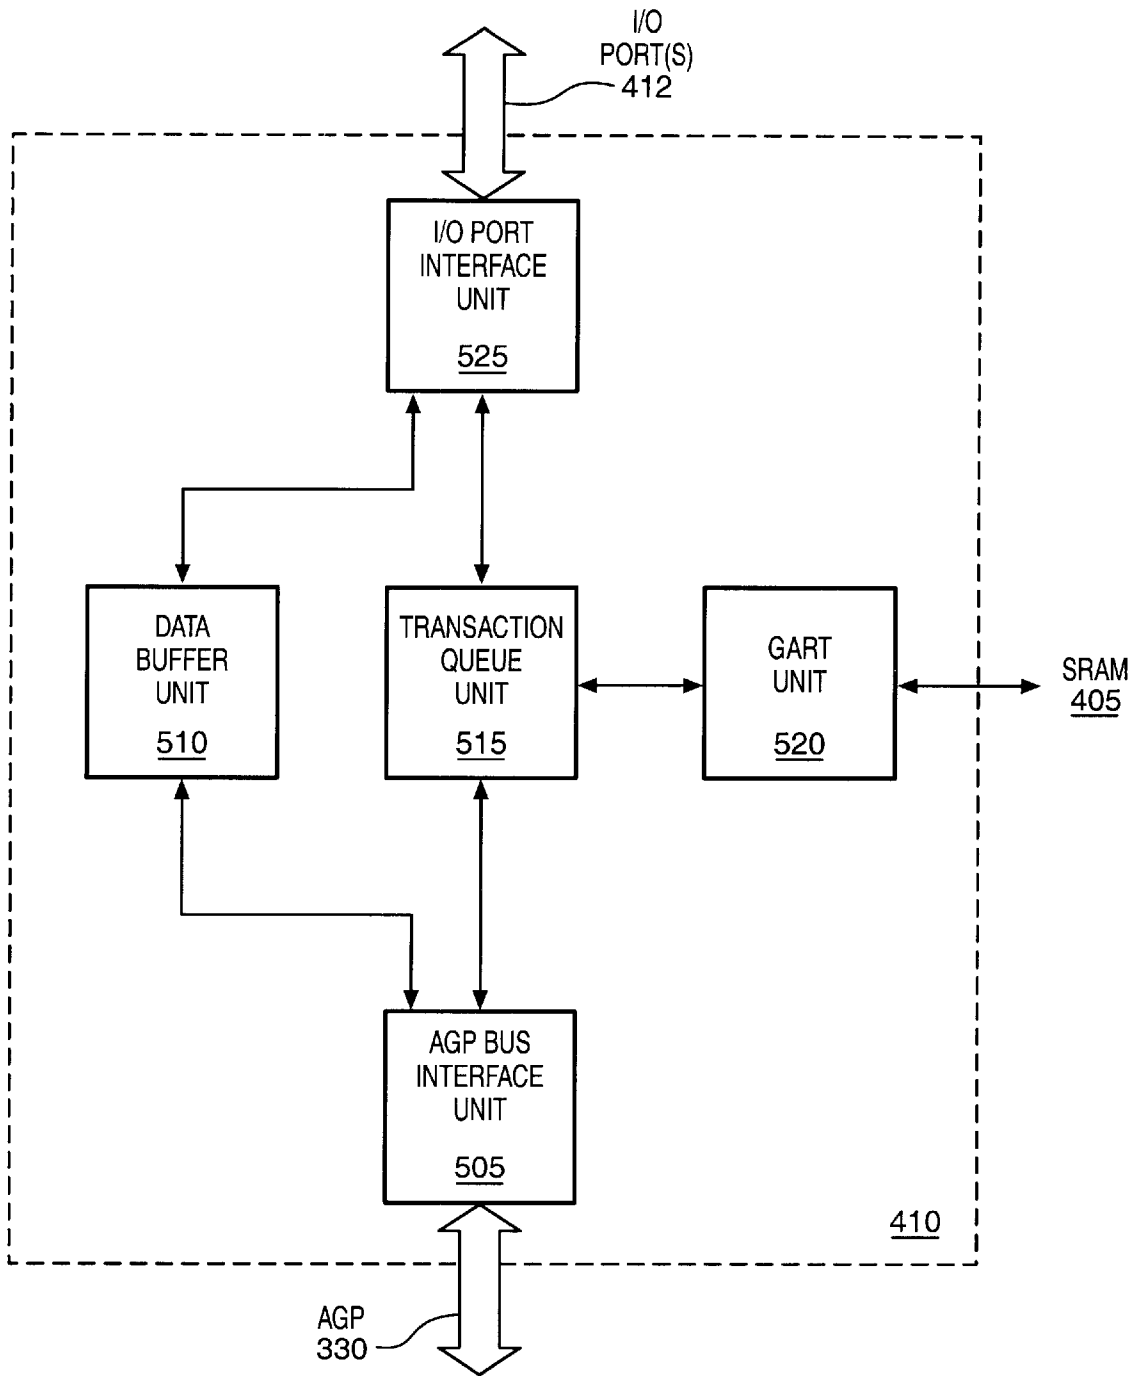 I/O
PORT(S)
412
I/O PORT
INTERFACE
UNIT
525
DATA
BUFFER
UNIT
510
TRANSACTION
QUEUE
UNIT
515
GART
UNIT
520
SRAM
405
AGP BUS
INTERFACE
UNIT
505
410
AGP
330